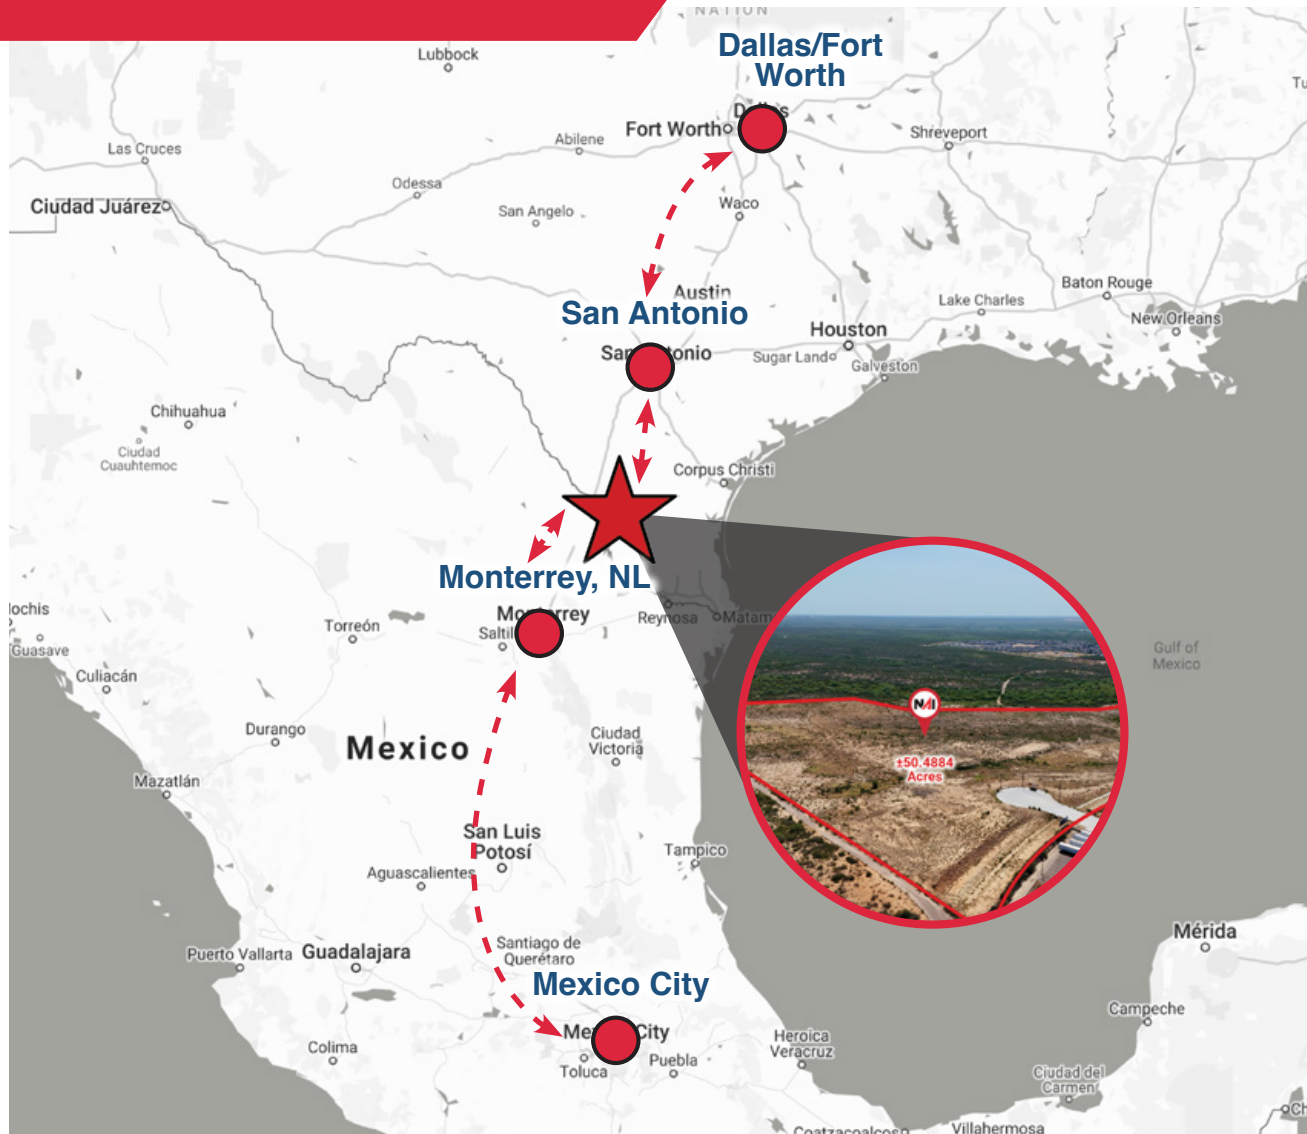 NATION
Dallas/Fort
Worth
Lubbock
Fort Worth
Abilene
Shreveport
Las Cruces
Odessa
Ciudad Juárez
San Angelo
Waco
Austin
Baton Rouge
Lake Charles
San Antonio
New Orleans
Houston
Sugar Land
Galveston
Chihuahua
Ciudad
Cuauhtemoc
Corpus Christi
Monterrey, NL
Reynosa
Torreón
Guasave
Culiacán
Gulf of
Mexico
Durango
Mexico
Ciudad
Victoria
NAI
±50.4884
Acres
Mazatlán
San Luis
Potosí
Tampico
Aguascalientes
Puerto Vallarta
Guadalajara
Santiago de
Querétaro
Mérida
Mexico City
Campeche
Colima
Toluca
Puebla
Heroica
Veracruz
Ciudad del
Carmen
Villahermosa